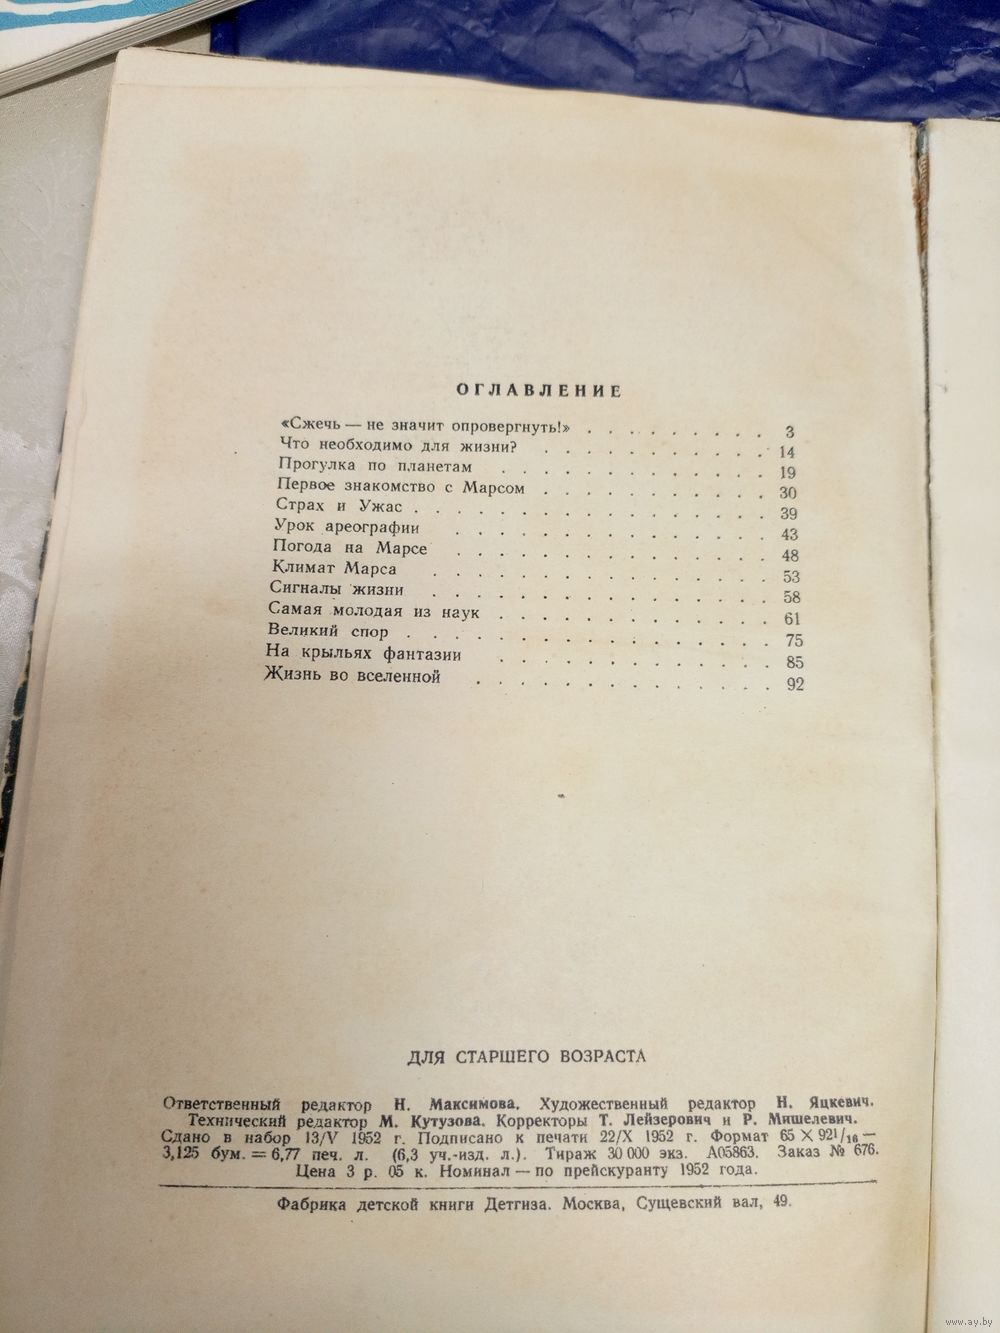 ОГЛАВЛЕНИЕ
«Сжечь — не значит опровергнуть!» . . . . . . . . . 3
Что необходимо для жизни? . . . . . . . . . . . 14
Прогулка по планетам . . . . . . . . . . . . . 19
Первое знакомство с Марсом . . . . . . . . . . . 30
Страх и Ужас . . . . . . . . . . . . . . . . 39
Урок ареографии . . . . . . . . . . . . . . 43
Погода на Марсе . . . . . . . . . . . . . . 48
Климат Марса . . . . . . . . . . . . . . . 53
Сигналы жизни . . . . . . . . . . . . . . . 58
Самая молодая из наук . . . . . . . . . . . . 61
Великий спор . . . . . . . . . . . . . . . . 75
На крыльях фантазии . . . . . . . . . . . . . 85
Жизнь во вселенной . . . . . . . . . . . . . . 92
ДЛЯ СТАРШЕГО ВОЗРАСТА
Ответственный редактор Н. Максимова. Художественный редактор Н. Яцкевич.
Технический редактор М. Кутузова. Корректоры Т. Лейзерович и Р. Мишелевич.
Сдано в набор 13/V 1952 г. Подписано к печати 22/X 1952 г. Формат 65 X 92¹/₁₆ —
3,125 бум. = 6,77 печ. л. (6,3 уч.-изд. л.). Тираж 30 000 экз. А05863. Заказ № 676.
Цена 3 р. 05 к. Номинал — по прейскуранту 1952 года.
Фабрика детской книги Детгиза. Москва, Сущевский вал, 49.
www.ay.by